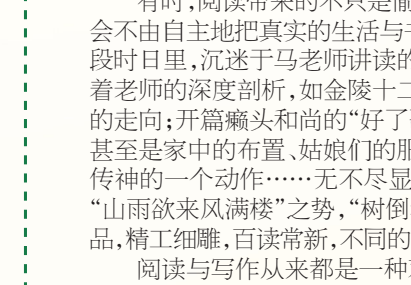 有时,阅读带来的不只是愉
会不由自主地把真实的生活与
段时日里,沉迷于马老师讲读的
着老师的深度剖析,如金陵十二
的走向;开篇癞头和尚的“好了
甚至是家中的布置、姑娘们的服
传神的一个动作……无不尽显
“山雨欲来风满楼”之势,“树倒
品,精工细雕,百读常新,不同的
阅读与写作从来都是一种